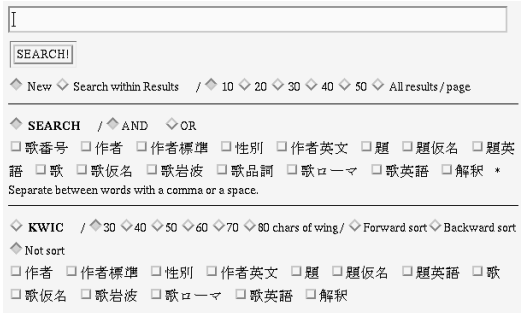 SEARCH!
New Search within Results / 10 20 30 40 50 All results / page
SEARCH / AND OR
歌番号 作者 作者標準 性別 作者英文 題 題仮名 題英
語 歌 歌仮名 歌岩波 歌品詞 歌ローマ 歌英語 解釈 *
Separate between words with a comma or a space.
KWIC / 30 40 50 60 70 80 chars of wing / Forward sort Backward sort
Not sort
作者 作者標準 性別 作者英文 題 題仮名 題英語 歌
歌仮名 歌岩波 歌ローマ 歌英語 解釈